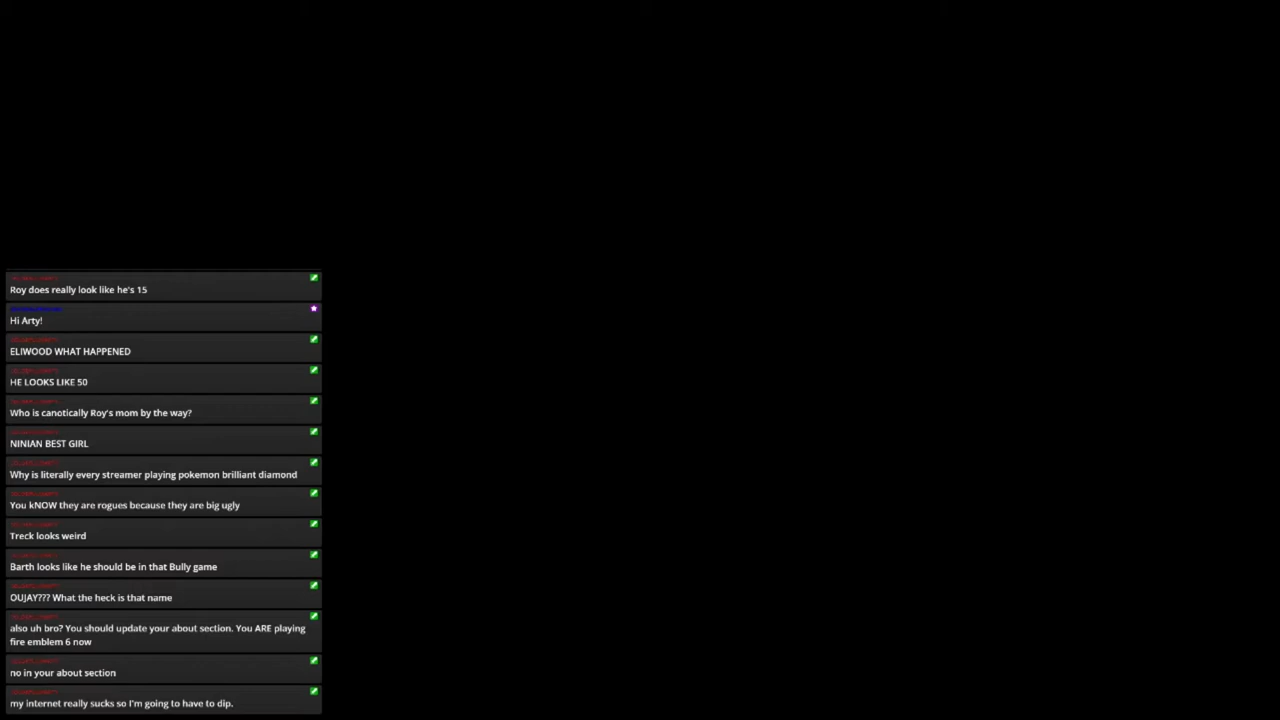 Roy does really look like he's 15
Hi Arty!
ELIWOOD WHAT HAPPENED
HE LOOKS LIKE 50
Who is canotically Roy's mom by the way?
NINIAN BEST GIRL
Why is literally every streamer playing pokemon brilliant diamond
You kNOW they are rogues because they are big ugly
Treck looks weird
Barth looks like he should be in that Bully game
OUJAY??? What the heck is that name
also uh bro? You should update your about section. You ARE playing
fire emblem 6 now
no in your about section
my internet really sucks so I'm going to have to dip.